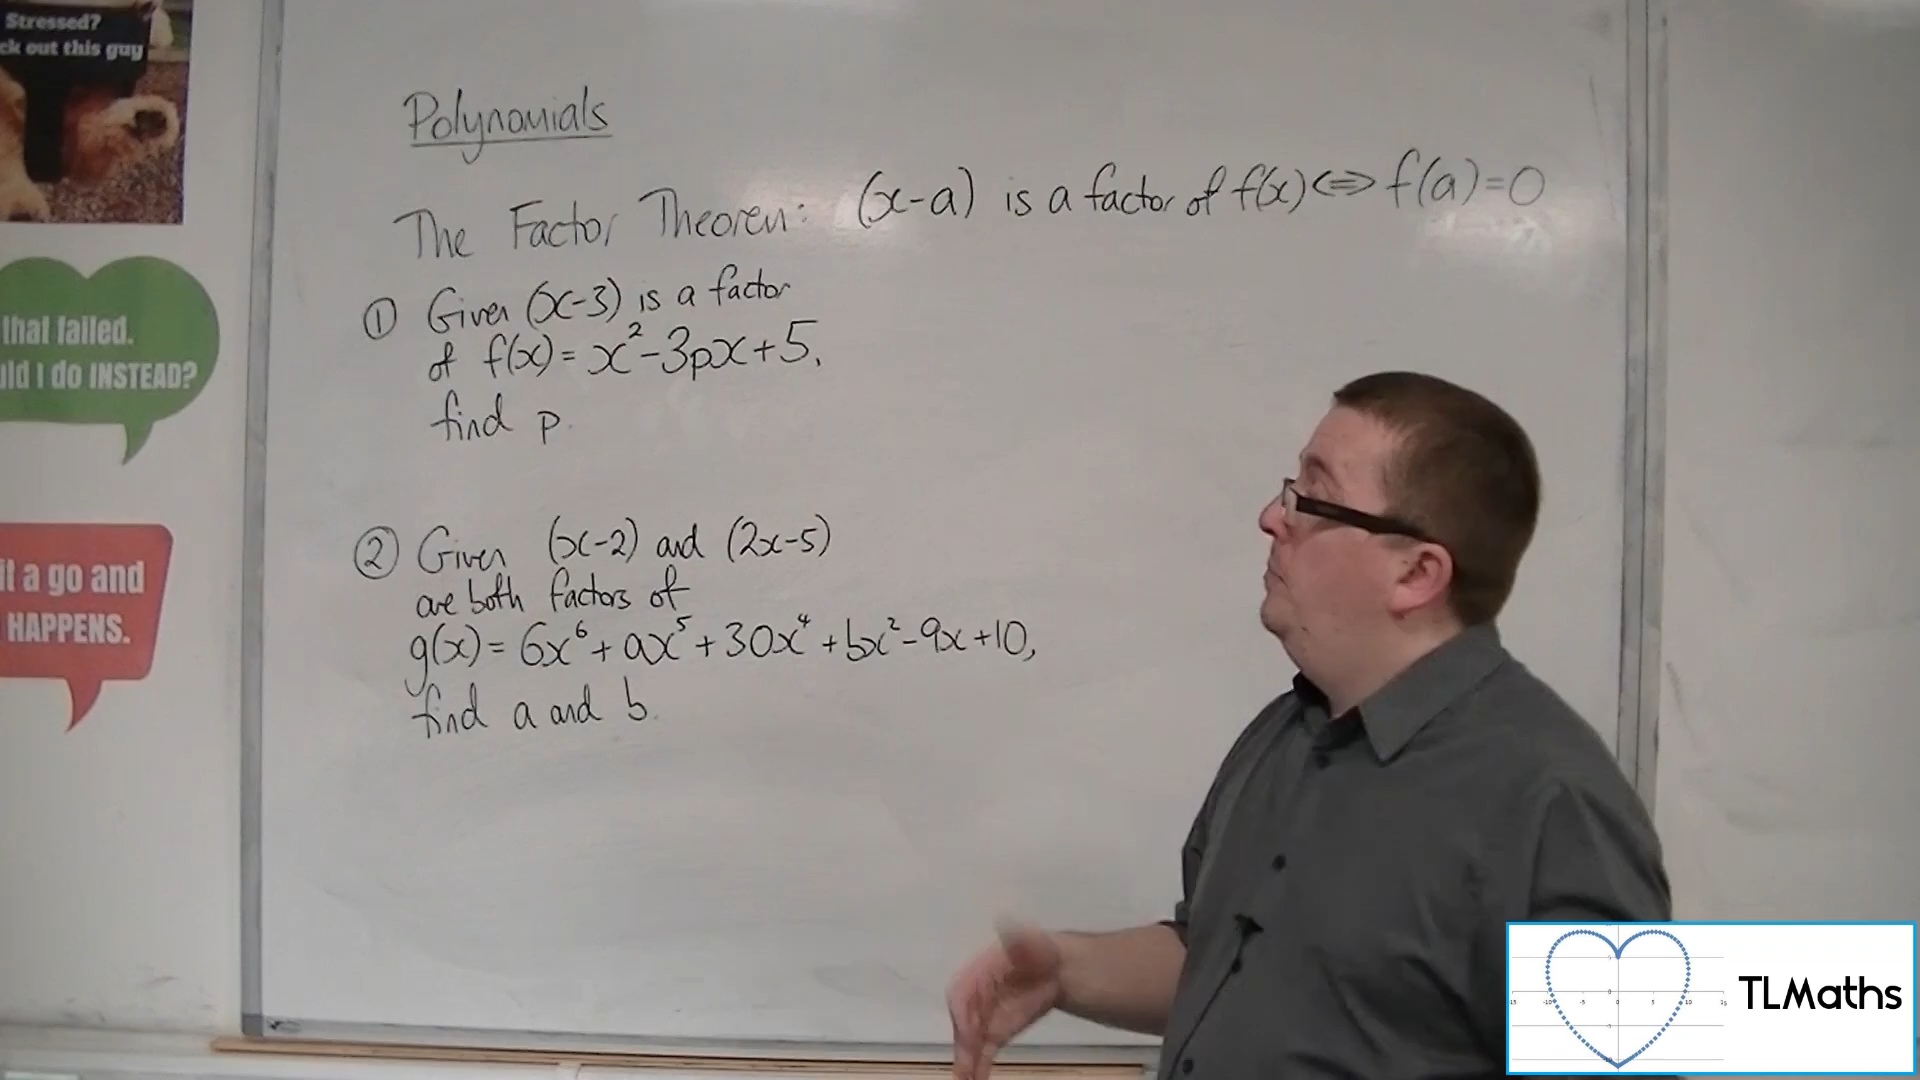 Stressed?
ck out this guy
that failed.
uld I do INSTEAD?
it a go and
HAPPENS.
Polynomials
The Factor Theorem: (x-a) is a factor of f(x) ⇔ f(a)=0
① Given (x-3) is a factor
of f(x) = x²-3px+5,
find p.
② Given (x-2) and (2x-5)
are both factors of
g(x) = 6x⁶ + ax⁵ + 30x⁴ + bx² - 9x + 10,
find a and b.
TLMaths